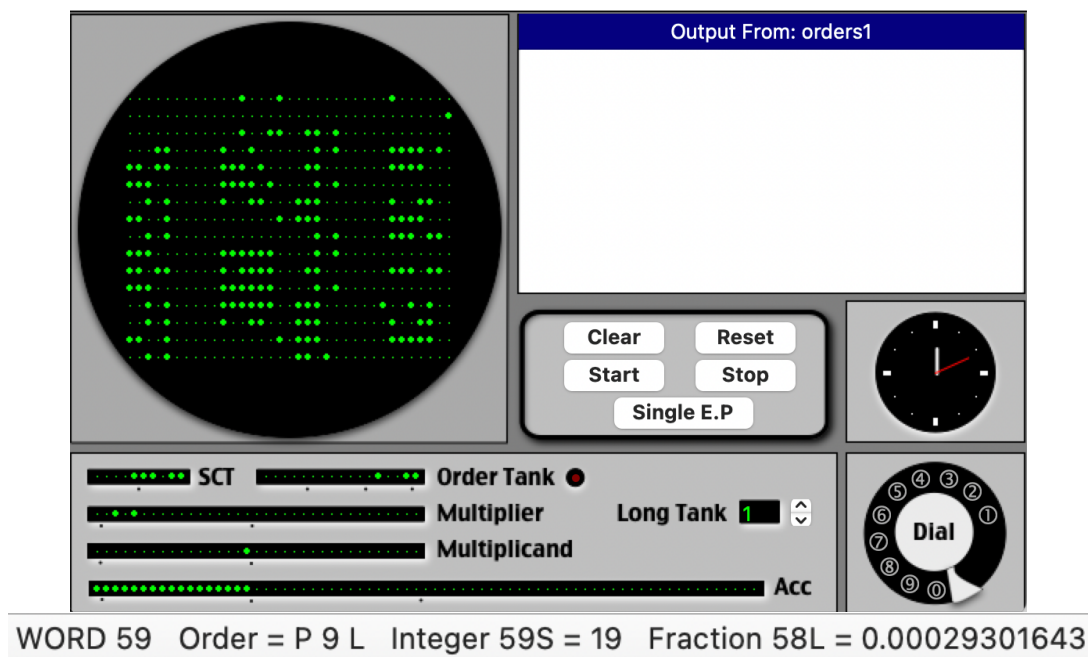 Output From: orders1
Clear Reset
Start Stop
Single E.P
SCT Order Tank
Multiplier Long Tank 1
Multiplicand
Acc
4 3
5 2
6 1
7 Dial
8
9 0
WORD 59 Order = P 9 L Integer 59S = 19 Fraction 58L = 0.00029301643